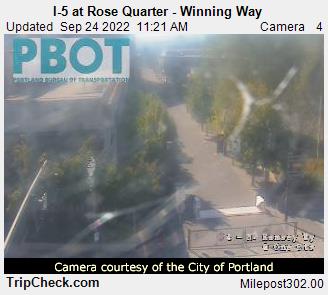 I-5 at Rose Quarter - Winning Way
Updated Sep 24 2022 11:21 AM Camera 4
PBOT
PORTLAND BUREAU OF TRANSPORTATION
Camera courtesy of the City of Portland
TripCheck.com Milepost302.00